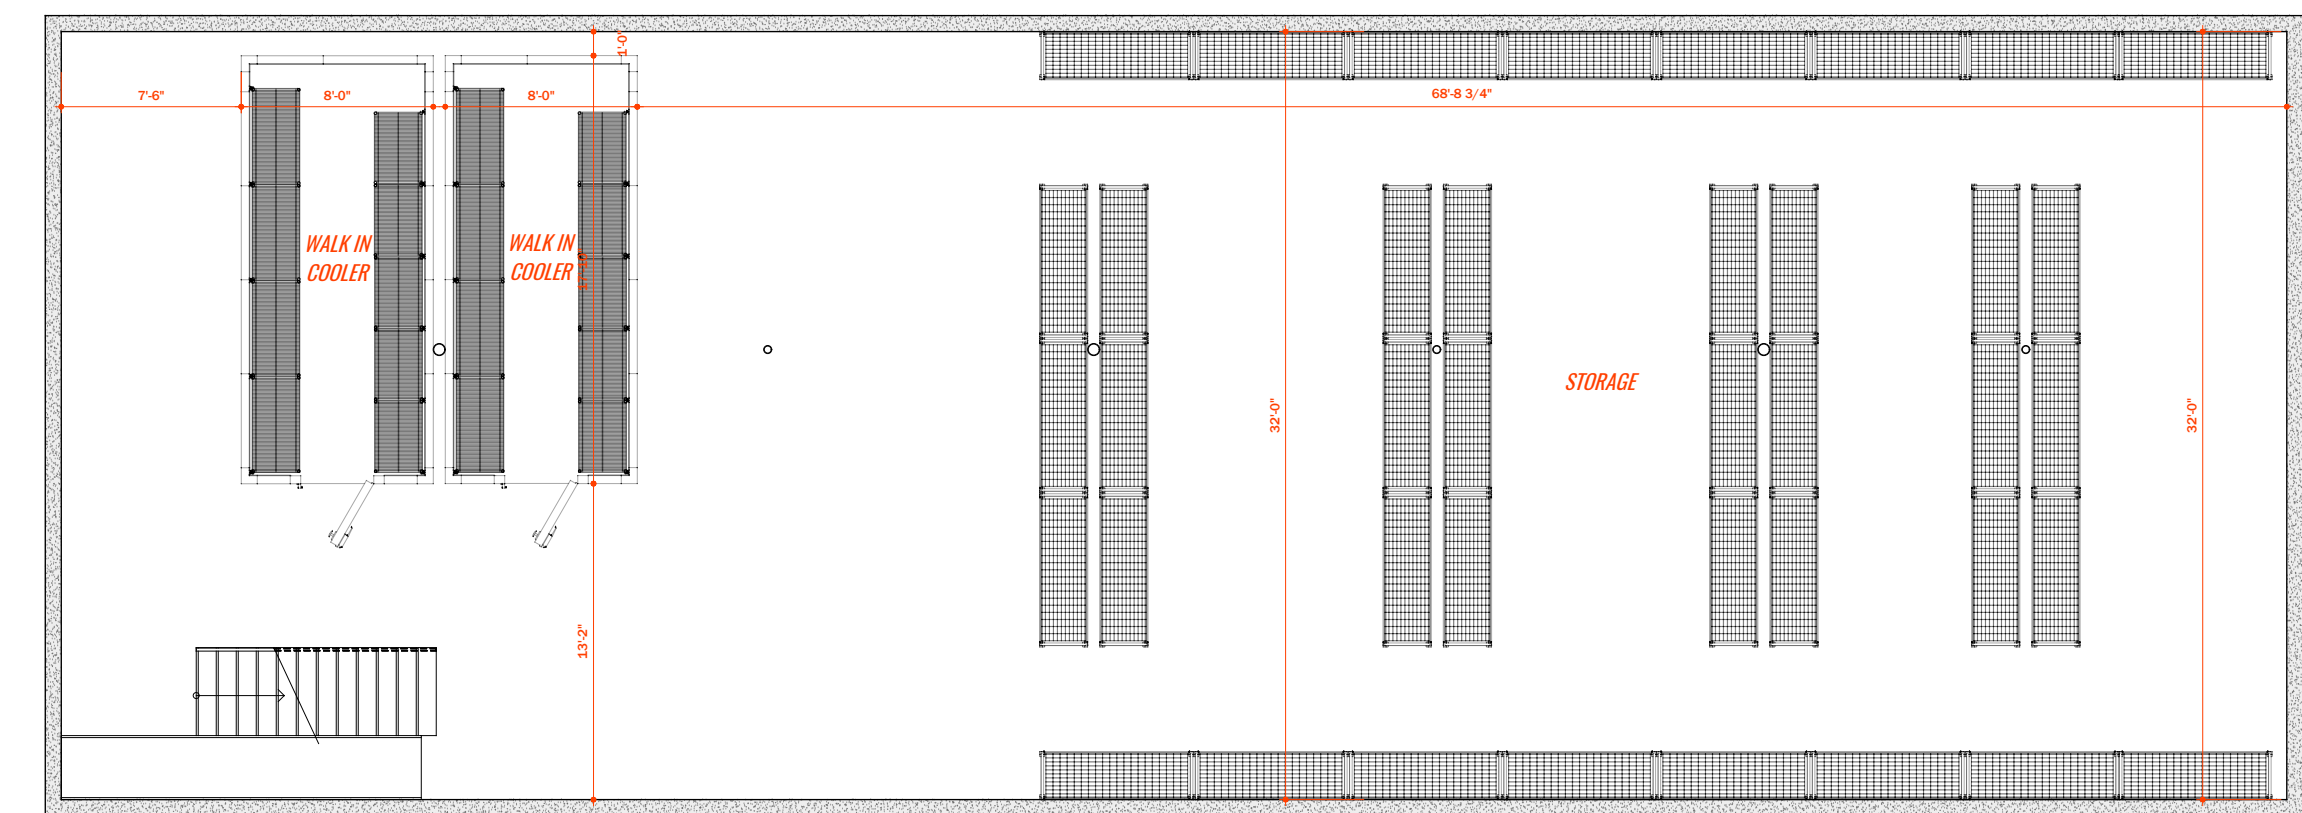 1'-0"
7'-6"
8'-0"
8'-0"
68'-8 3/4"
WALK IN
COOLER
WALK IN
COOLER
STORAGE
32'-0"
32'-0"
13'-2"